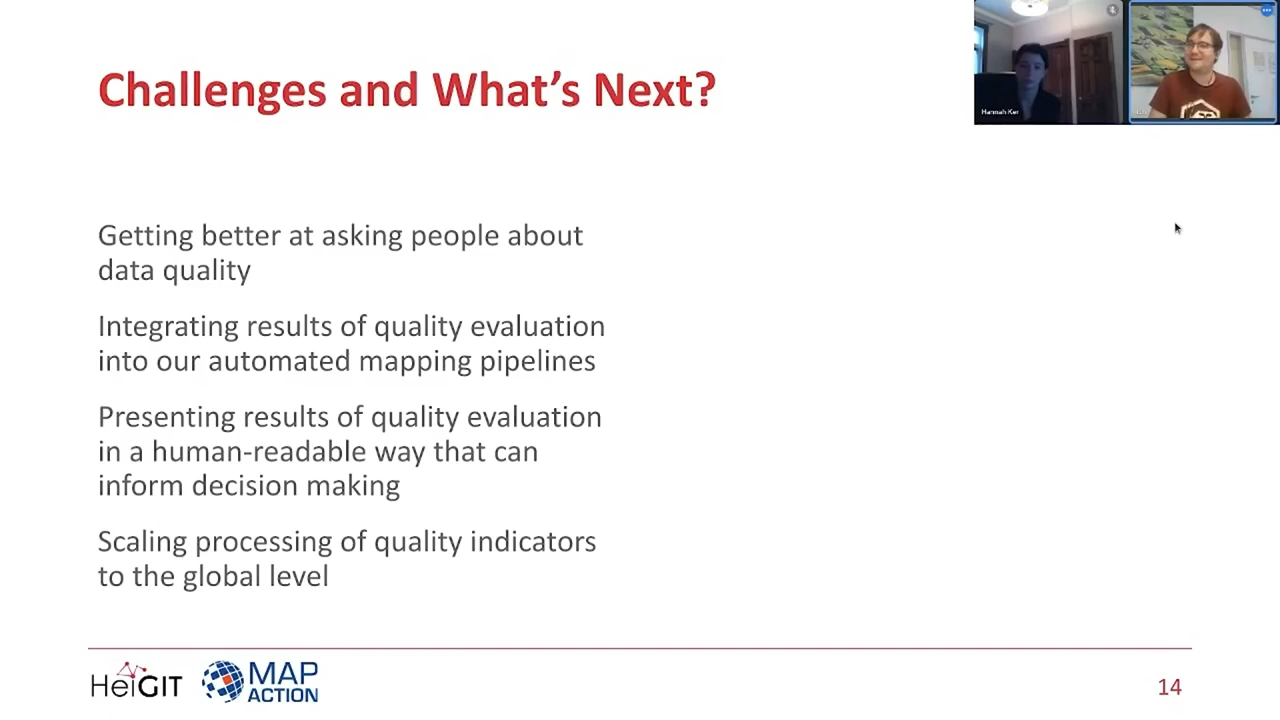 Challenges and What's Next?
Hannah Ker
Getting better at asking people about
data quality
Integrating results of quality evaluation
into our automated mapping pipelines
Presenting results of quality evaluation
in a human-readable way that can
inform decision making
Scaling processing of quality indicators
to the global level
HeiGIT
MAP
ACTION
14